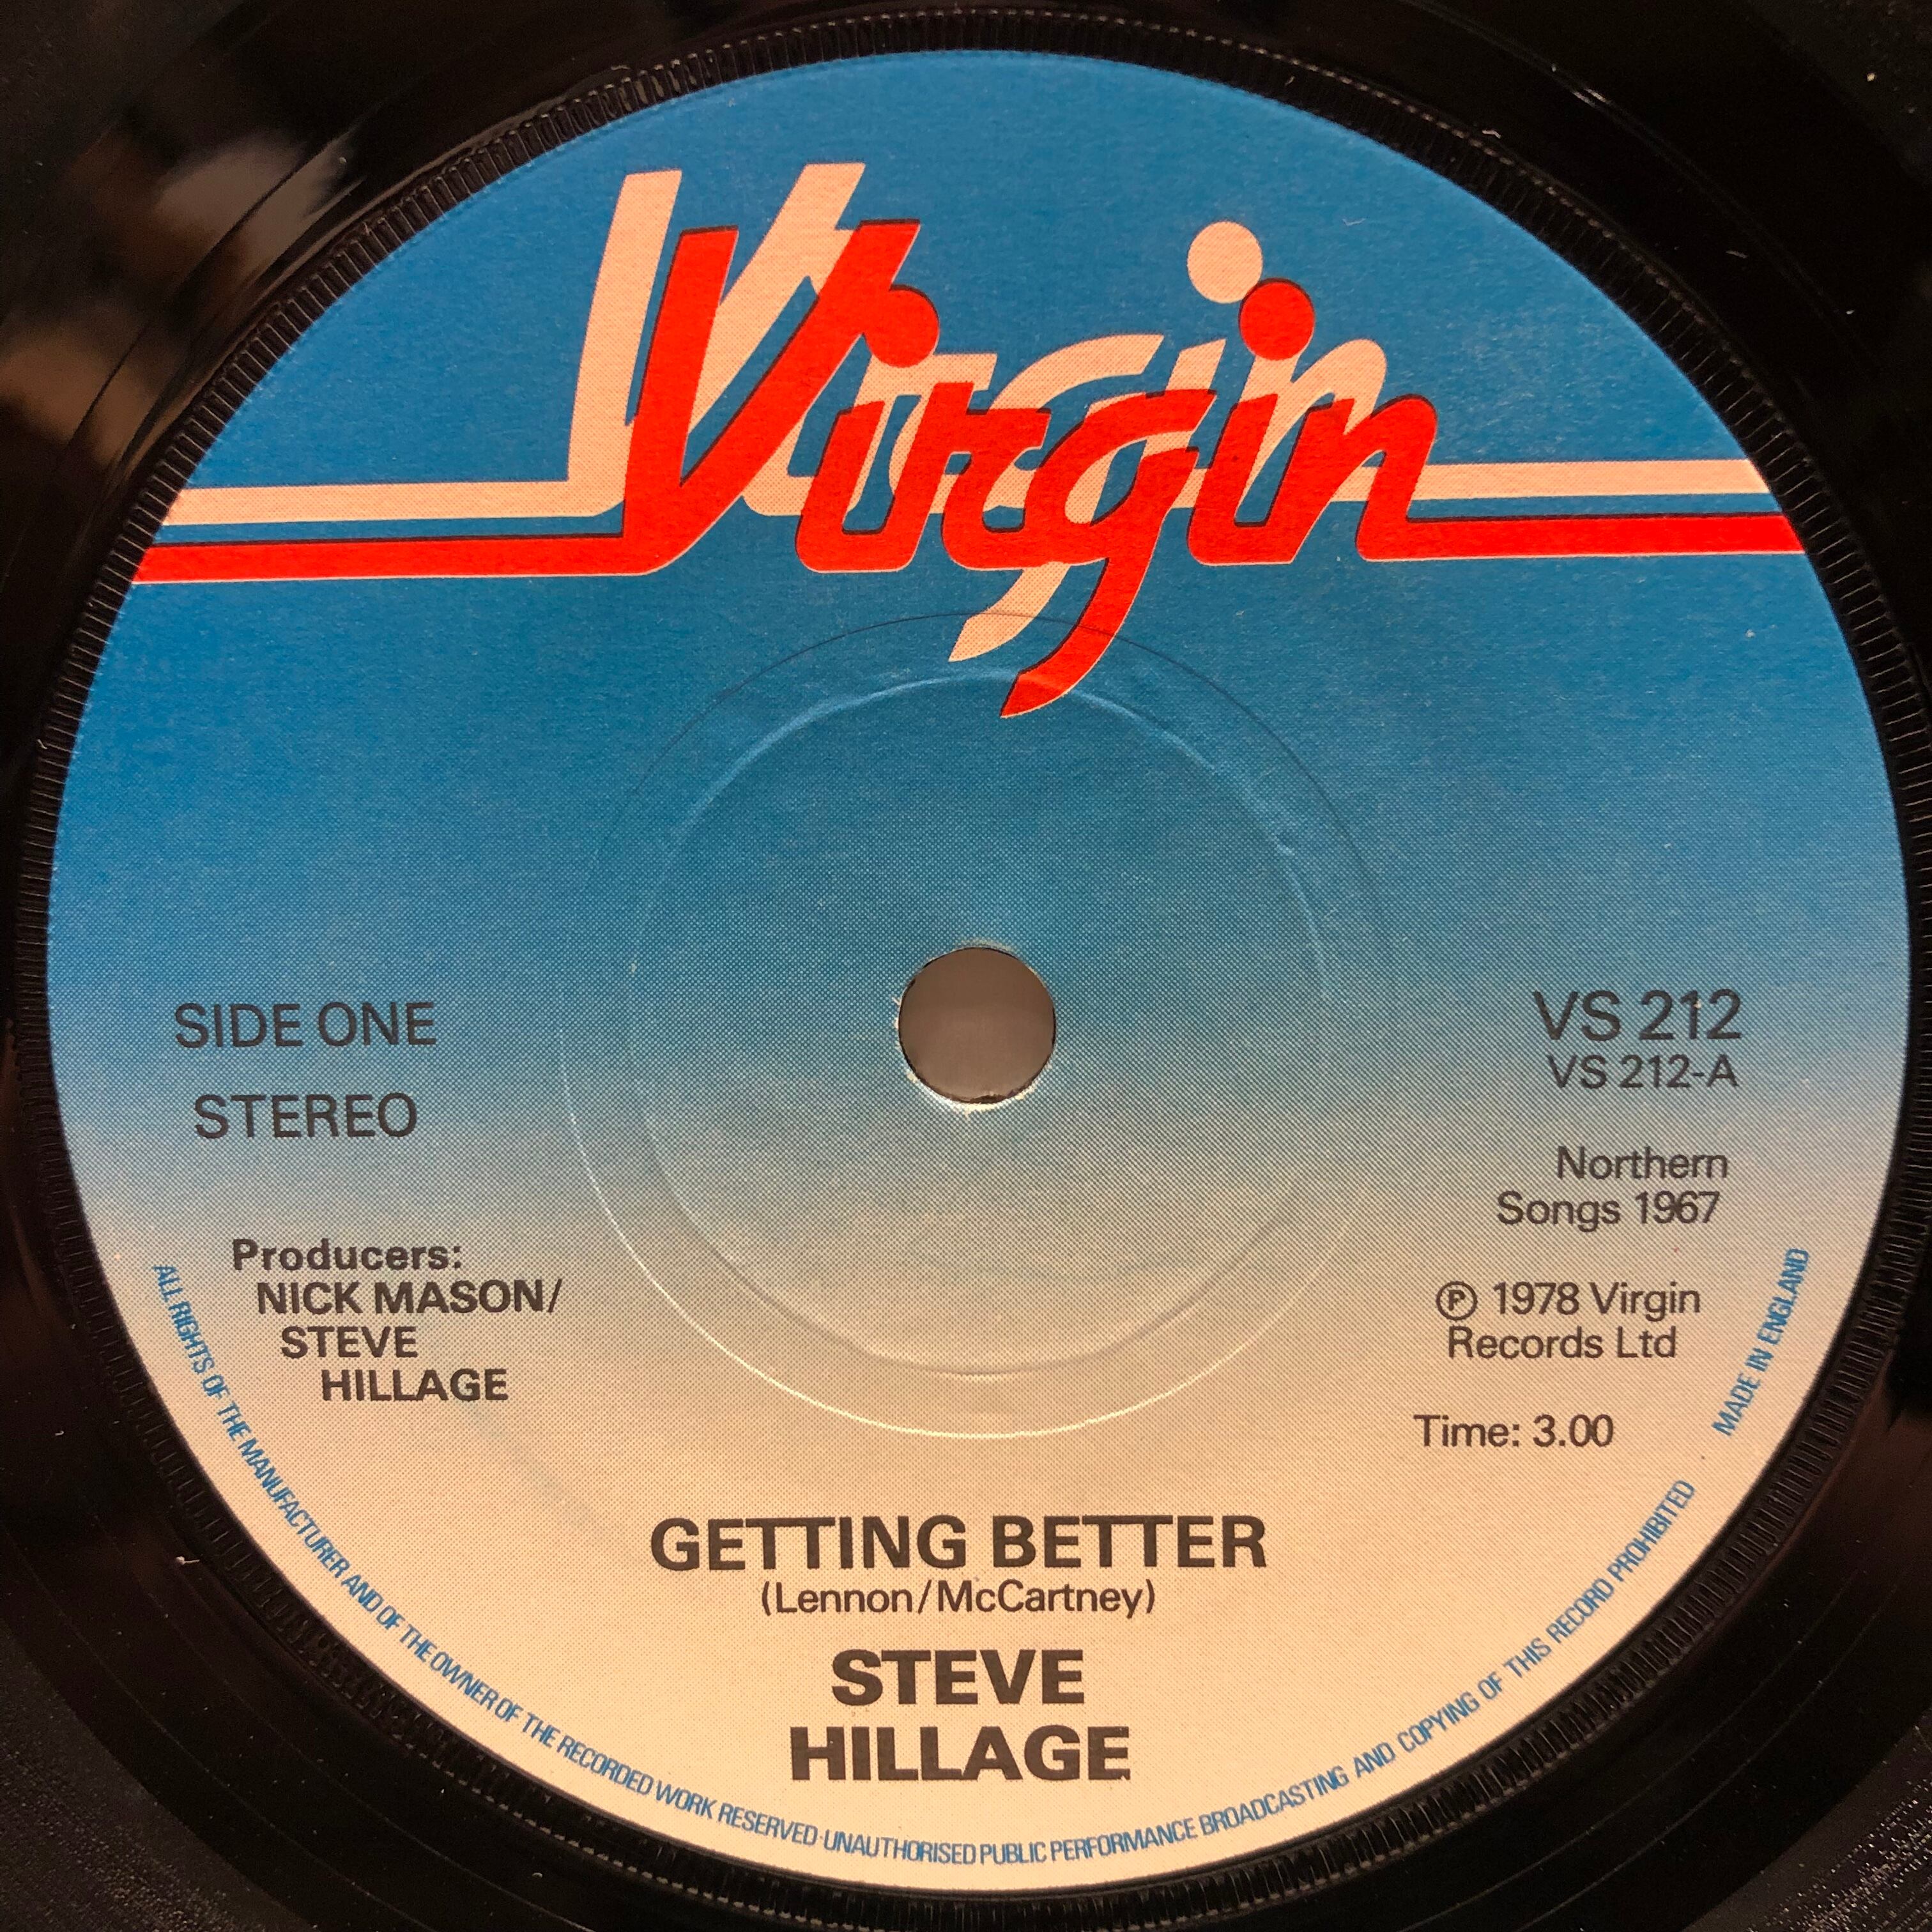 Virgin
SIDE ONE
STEREO
Producers:
NICK MASON/
STEVE
HILLAGE
VS 212
VS 212-A
Northern
Songs 1967
Ⓟ 1978 Virgin
Records Ltd
Time: 3.00
GETTING BETTER
(Lennon/McCartney)
STEVE
HILLAGE
ALL RIGHTS OF THE MANUFACTURER AND OF THE OWNER OF THE RECORDED WORK RESERVED·UNAUTHORISED PUBLIC PERFORMANCE BROADCASTING AND COPYING OF THIS RECORD PROHIBITED
MADE IN ENGLAND